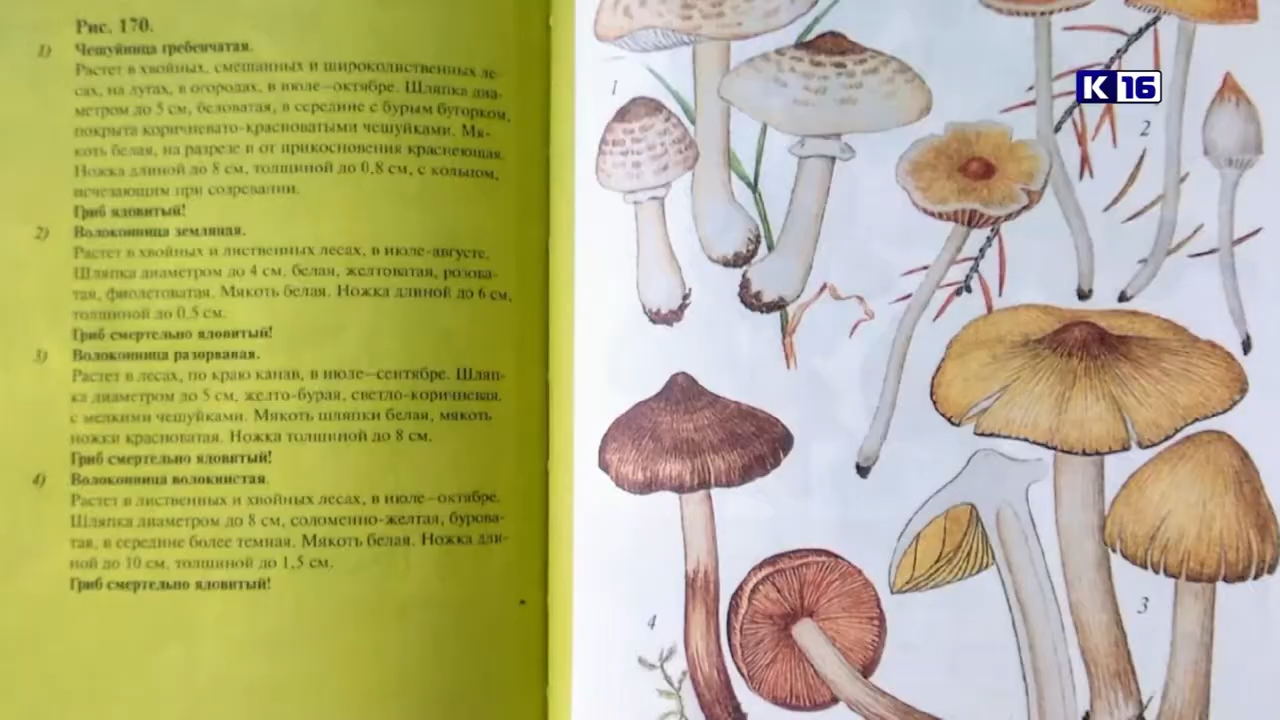 Рис. 170.
1) Чешуйница гребенчатая.
Растет в хвойных, смешанных и широколиственных ле-
сах, на лугах, в огородах, в июле—октябре. Шляпка диа-
метром до 5 см, беловатая, в середине с бурым бугорком,
покрыта коричневато-красноватыми чешуйками. Мя-
коть белая, на разрезе и от прикосновения краснеющая.
Ножка длиной до 8 см, толщиной до 0,8 см, с кольцом,
исчезающим при созревании.
Гриб ядовитый!
2) Волоконница земляная.
Растет в хвойных и лиственных лесах, в июле-августе.
Шляпка диаметром до 4 см, белая, желтоватая, розова-
тая, фиолетоватая. Мякоть белая. Ножка длиной до 6 см,
толщиной до 0,5 см.
Гриб смертельно ядовитый!
3) Волоконница разорваная.
Растет в лесах, по краю канав, в июле—сентябре. Шляп-
ка диаметром до 5 см, желто-бурая, светло-коричневая,
с мелкими чешуйками. Мякоть шляпки белая, мякоть
ножки красноватая. Ножка толщиной до 8 см.
Гриб смертельно ядовитый!
4) Волоконница волокнистая.
Растет в лиственных и хвойных лесах, в июле—октябре.
Шляпка диаметром до 8 см, соломенно-желтая, бурова-
тая, в середине более темная. Мякоть белая. Ножка дли-
ной до 10 см, толщиной до 1,5 см.
Гриб смертельно ядовитый!
1
К16
2
3
4